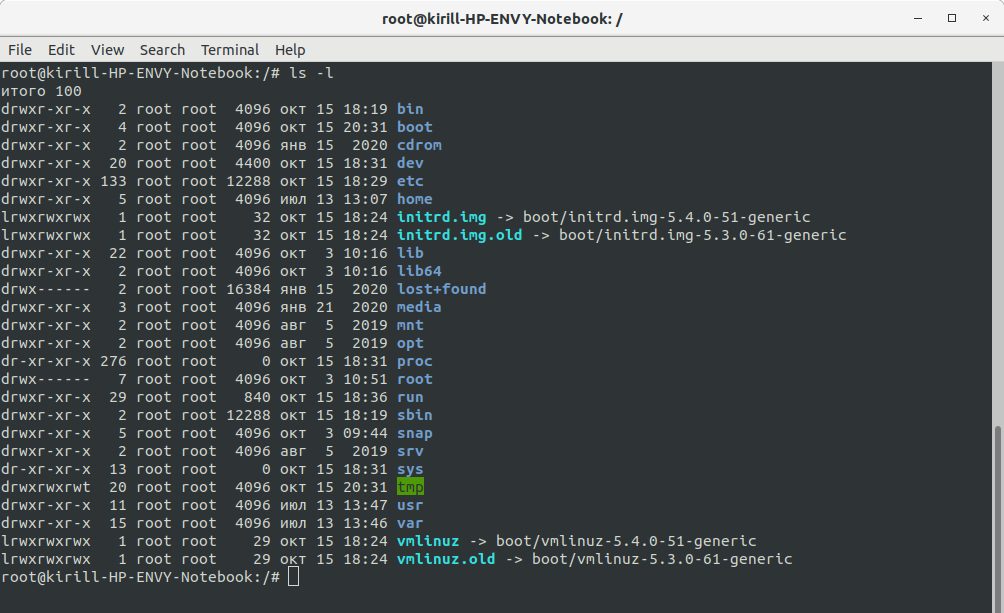 root@kirill-HP-ENVY-Notebook: /
File Edit View Search Terminal Help
root@kirill-HP-ENVY-Notebook:/# ls -l
итого 100
drwxr-xr-x   2 root root  4096 окт 15 18:19 bin
drwxr-xr-x   4 root root  4096 окт 15 20:31 boot
drwxr-xr-x   2 root root  4096 янв 15  2020 cdrom
drwxr-xr-x  20 root root  4400 окт 15 18:31 dev
drwxr-xr-x 133 root root 12288 окт 15 18:29 etc
drwxr-xr-x   5 root root  4096 июл 13 13:07 home
lrwxrwxrwx   1 root root    32 окт 15 18:24 initrd.img -> boot/initrd.img-5.4.0-51-generic
lrwxrwxrwx   1 root root    32 окт 15 18:24 initrd.img.old -> boot/initrd.img-5.3.0-61-generic
drwxr-xr-x  22 root root  4096 окт  3 10:16 lib
drwxr-xr-x   2 root root  4096 окт  3 10:16 lib64
drwx------   2 root root 16384 янв 15  2020 lost+found
drwxr-xr-x   3 root root  4096 янв 21  2020 media
drwxr-xr-x   2 root root  4096 авг  5  2019 mnt
drwxr-xr-x   2 root root  4096 авг  5  2019 opt
dr-xr-xr-x 276 root root     0 окт 15 18:31 proc
drwx------   7 root root  4096 окт  3 10:51 root
drwxr-xr-x  29 root root   840 окт 15 18:36 run
drwxr-xr-x   2 root root 12288 окт 15 18:19 sbin
drwxr-xr-x   5 root root  4096 окт  3 09:44 snap
drwxr-xr-x   2 root root  4096 авг  5  2019 srv
dr-xr-xr-x  13 root root     0 окт 15 18:31 sys
drwxrwxrwt  20 root root  4096 окт 15 20:31 tmp
drwxr-xr-x  11 root root  4096 июл 13 13:47 usr
drwxr-xr-x  15 root root  4096 июл 13 13:46 var
lrwxrwxrwx   1 root root    29 окт 15 18:24 vmlinuz -> boot/vmlinuz-5.4.0-51-generic
lrwxrwxrwx   1 root root    29 окт 15 18:24 vmlinuz.old -> boot/vmlinuz-5.3.0-61-generic
root@kirill-HP-ENVY-Notebook:/#